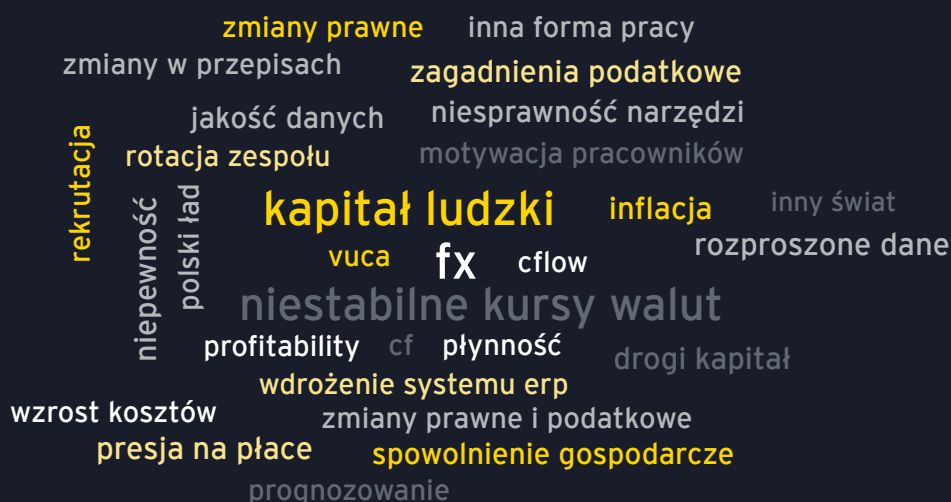 zmiany prawne
inna forma pracy
zmiany w przepisach
zagadnienia podatkowe
jakość danych
niesprawność narzędzi
rekrutacja
rotacja zespołu
motywacja pracowników
niepewność
polski ład
kapitał ludzki
inflacja
inny świat
rozproszone dane
vuca
fx
cflow
niestabilne kursy walut
profitability
cf
płynność
drogi kapitał
wdrożenie systemu erp
wzrost kosztów
zmiany prawne i podatkowe
presja na płace
spowolnienie gospodarcze
prognozowanie